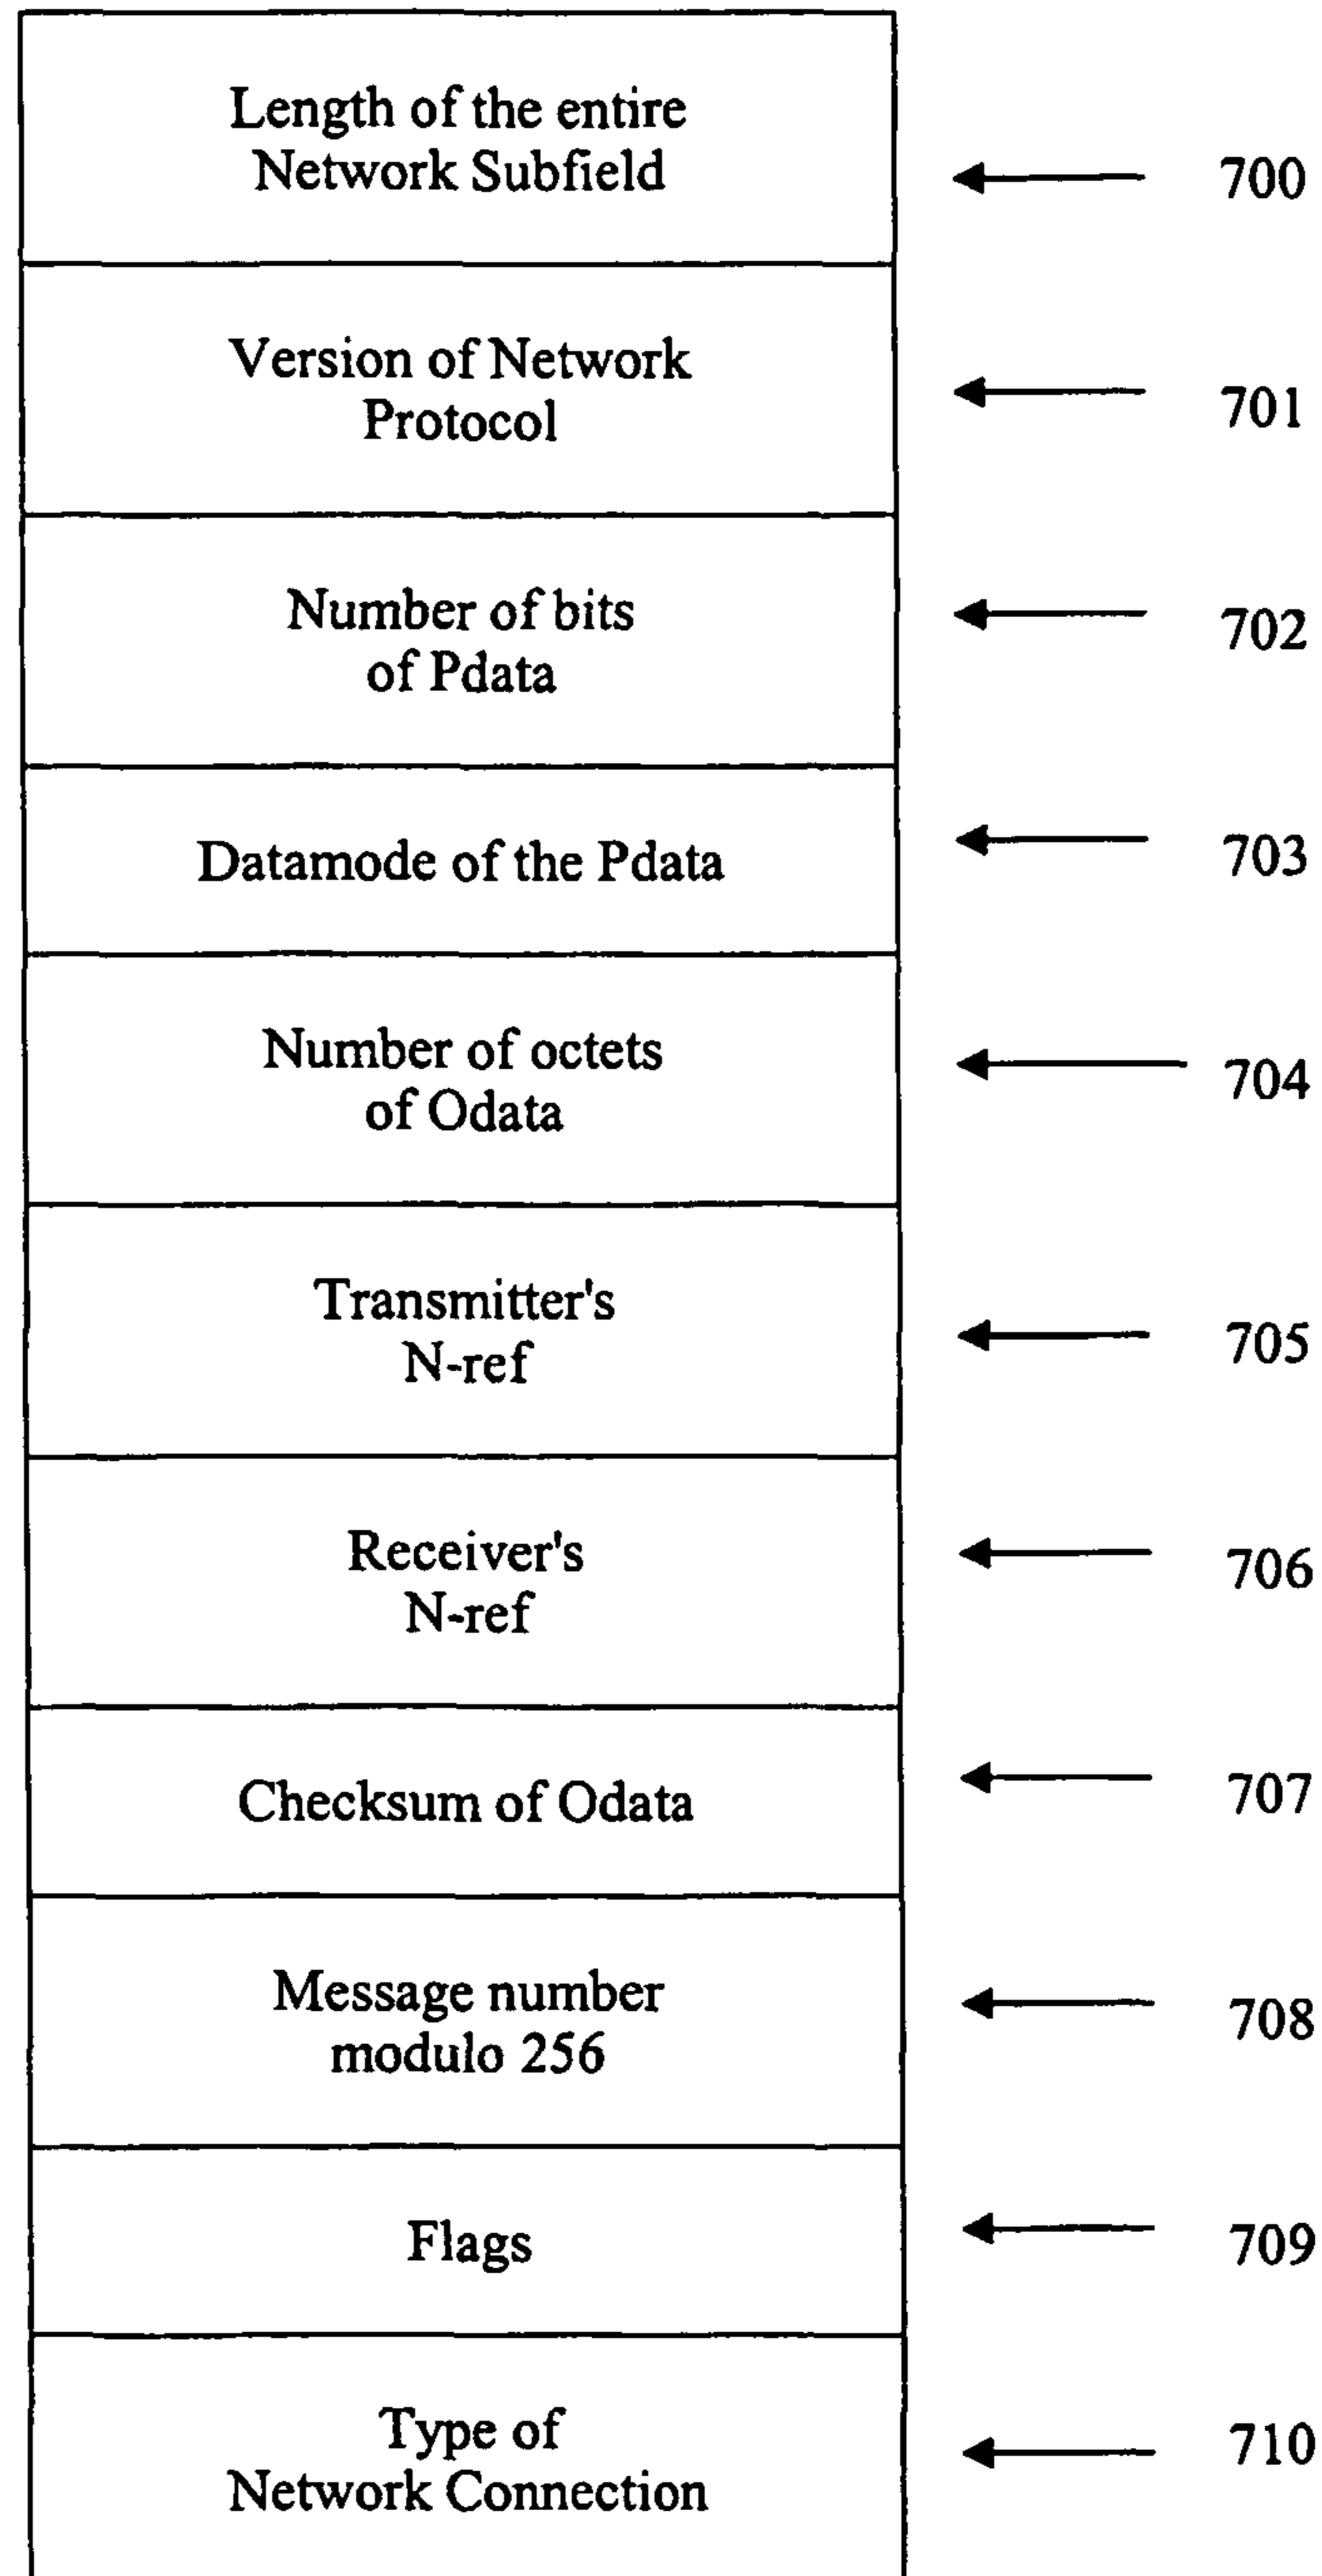 Length of the entire
Network Subfield
700
Version of Network
Protocol
701
Number of bits
of Pdata
702
Datamode of the Pdata
703
Number of octets
of Odata
704
Transmitter's
N-ref
705
Receiver's
N-ref
706
Checksum of Odata
707
Message number
modulo 256
708
Flags
709
Type of
Network Connection
710